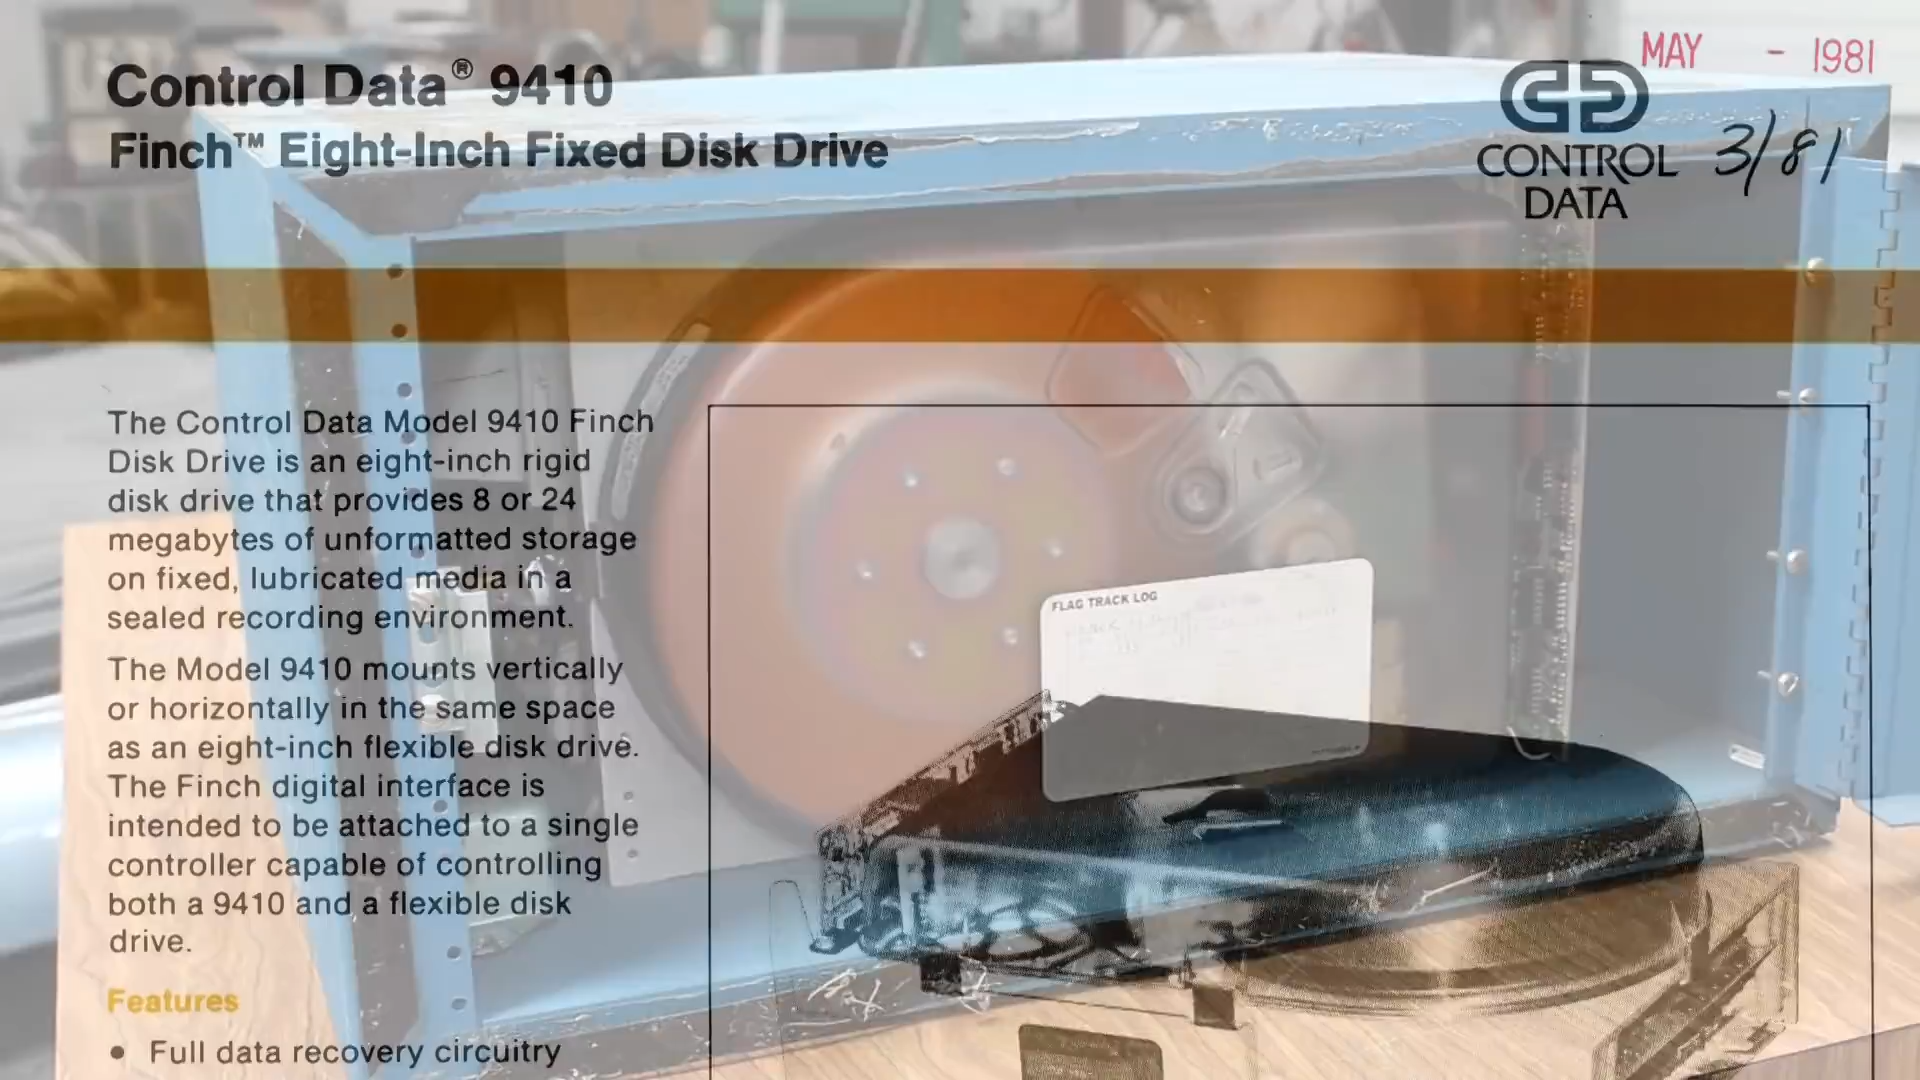 Control Data® 9410
Finch™ Eight-Inch Fixed Disk Drive
MAY - 1981
CONTROL
DATA
3/81
The Control Data Model 9410 Finch
Disk Drive is an eight-inch rigid
disk drive that provides 8 or 24
megabytes of unformatted storage
on fixed, lubricated media in a
sealed recording environment.
The Model 9410 mounts vertically
or horizontally in the same space
as an eight-inch flexible disk drive.
The Finch digital interface is
intended to be attached to a single
controller capable of controlling
both a 9410 and a flexible disk
drive.
Features
• Full data recovery circuitry
FLAG TRACK LOG